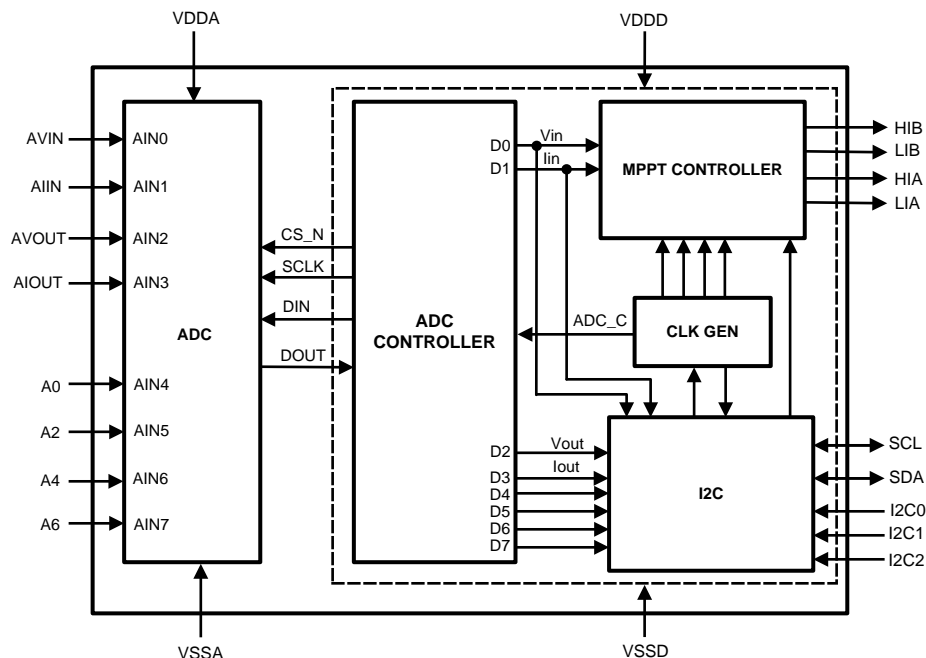 VDDA
VDDD
AVIN
AIN0
AIIN
AIN1
AVOUT
AIN2
AIOUT
AIN3
ADC
A0
AIN4
A2
AIN5
A4
AIN6
A6
AIN7
CS_N
SCLK
DIN
DOUT
ADC
CONTROLLER
D0
Vin
D1
Iin
MPPT CONTROLLER
HIB
LIB
HIA
LIA
ADC_C
CLK GEN
D2
Vout
D3
Iout
D4
D5
D6
D7
I2C
SCL
SDA
I2C0
I2C1
I2C2
VSSA
VSSD